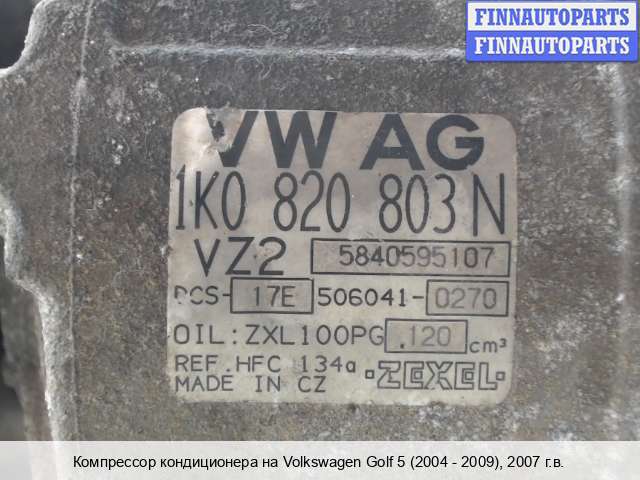 FINNAUTOPARTS
FINNAUTOPARTS
VW AG
1K0 820 803 N
VZ2 5840595107
DCS- 17E 506041- 0270
OIL: ZXL100PG .120 cm³
REF. HFC 134a ZEXEL
MADE IN CZ
Компрессор кондиционера на Volkswagen Golf 5 (2004 - 2009), 2007 г.в.